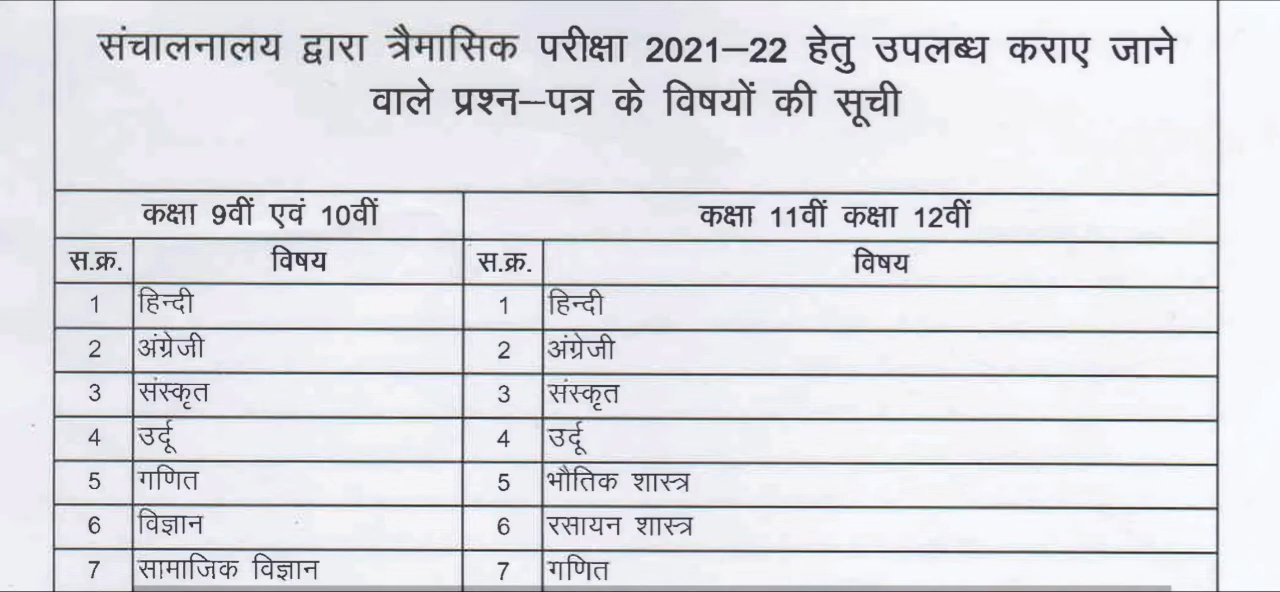 संचालनालय द्वारा त्रैमासिक परीक्षा 2021–22 हेतु उपलब्ध कराए जाने
वाले प्रश्न–पत्र के विषयों की सूची
कक्षा 9वीं एवं 10वीं कक्षा 11वीं कक्षा 12वीं
स.क्र. विषय स.क्र. विषय
1 हिन्दी 1 हिन्दी
2 अंग्रेजी 2 अंग्रेजी
3 संस्कृत 3 संस्कृत
4 उर्दू 4 उर्दू
5 गणित 5 भौतिक शास्त्र
6 विज्ञान 6 रसायन शास्त्र
7 सामाजिक विज्ञान 7 गणित